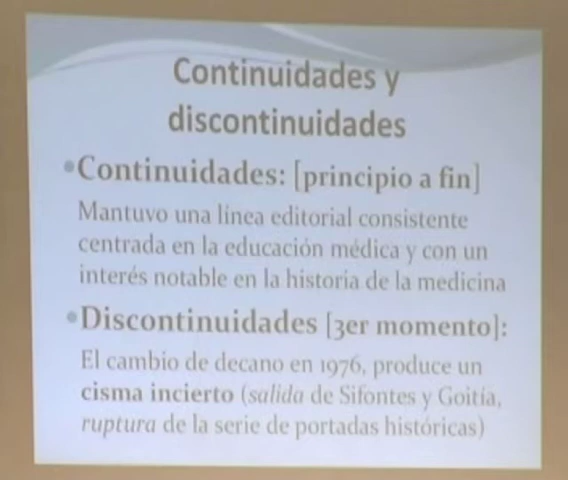 Continuidades y
discontinuidades
•Continuidades: [principio a fin]
Mantuvo una línea editorial consistente
centrada en la educación médica y con un
interés notable en la historia de la medicina
•Discontinuidades [3er momento]:
El cambio de decano en 1976, produce un
cisma incierto (salida de Sifontes y Goitía,
ruptura de la serie de portadas históricas)